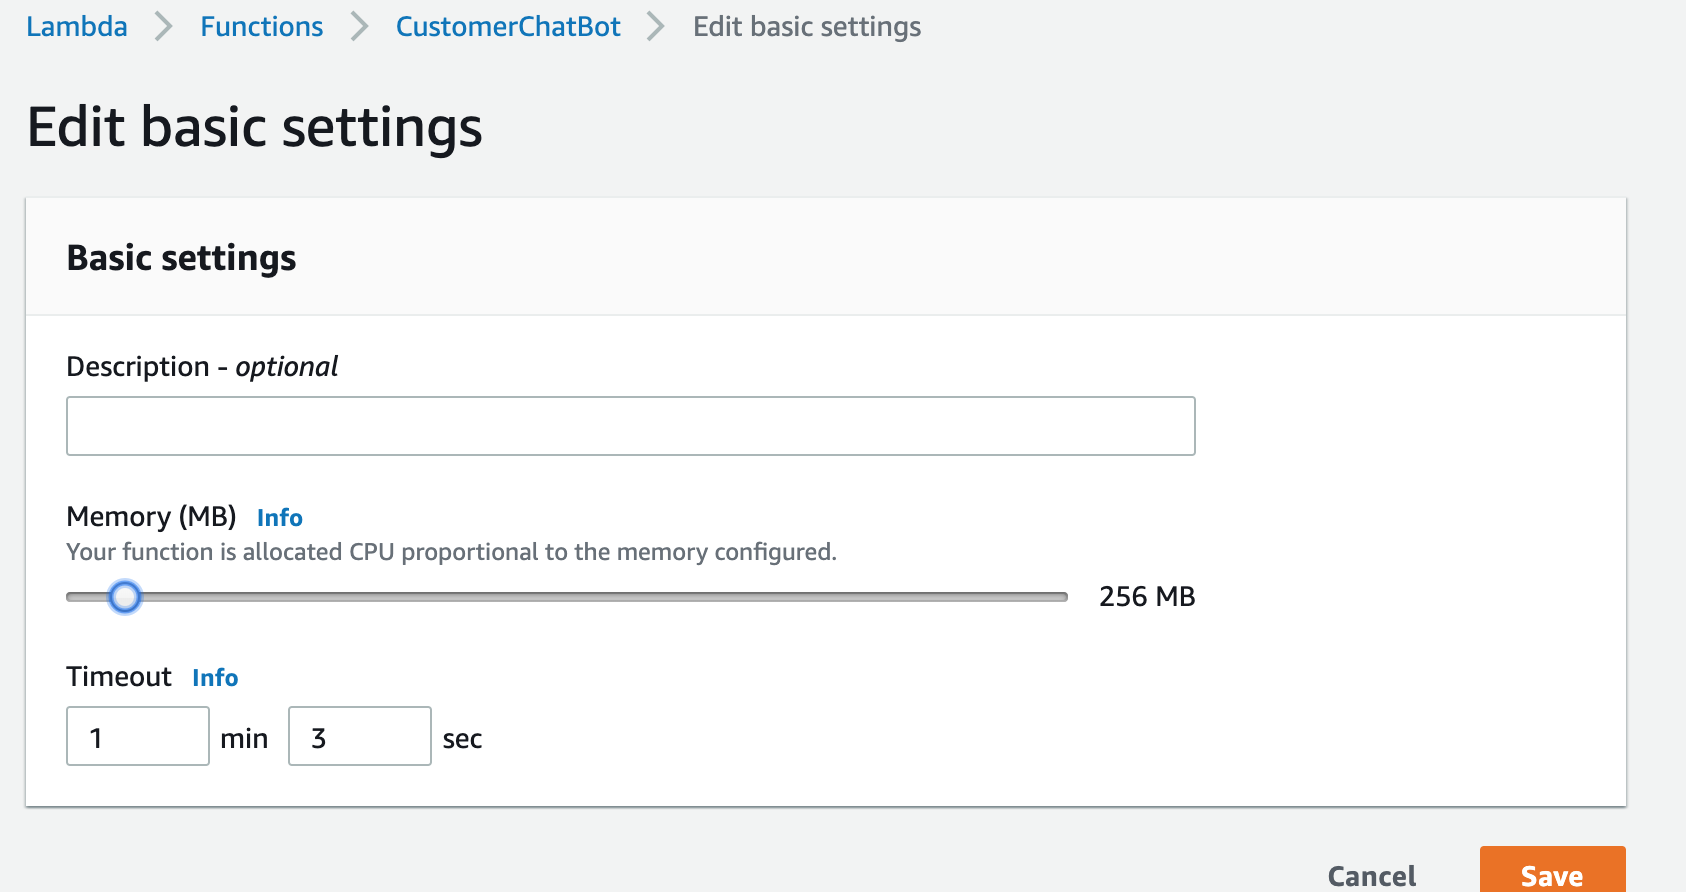 Lambda > Functions > CustomerChatBot > Edit basic settings
Edit basic settings
Basic settings
Description - optional
Memory (MB) Info
Your function is allocated CPU proportional to the memory configured.
256 MB
Timeout Info
1 min 3 sec
Cancel Save